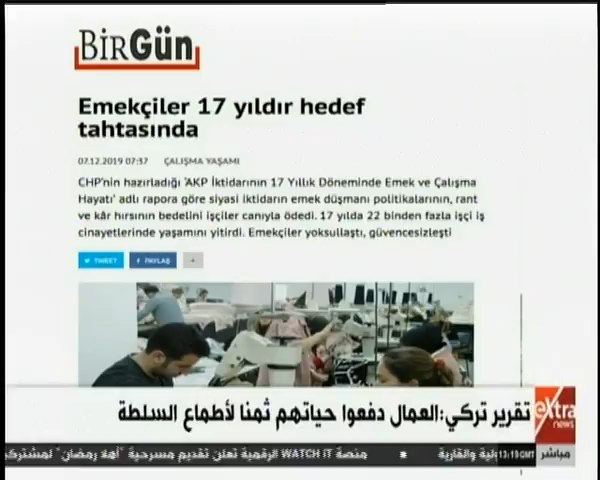 BirGün
Emekçiler 17 yıldır hedef
tahtasında
07.12.2019 07:37 ÇALIŞMA YAŞAMI
CHP'nin hazırladığı 'AKP İktidarının 17 Yıllık Döneminde Emek ve Çalışma
Hayatı' adlı rapora göre siyasi iktidarın emek düşmanı politikalarının, rant
ve kâr hırsının bedelini işçiler canıyla ödedi. 17 yılda 22 binden fazla işçi iş
cinayetlerinde yaşamını yitirdi. Emekçiler yoksullaştı, güvencesizleşti
TWEET PAYLAŞ +
تقرير تركي:العمال دفعوا حياتهم ثمنا لأطماع السلطة
eXtra
news
مباشر 13:19 GMT ولية والقارية منصة WATCH IT الرقمية تعلن تقديم مسرحية "أهلا رمضان" لمشتركي